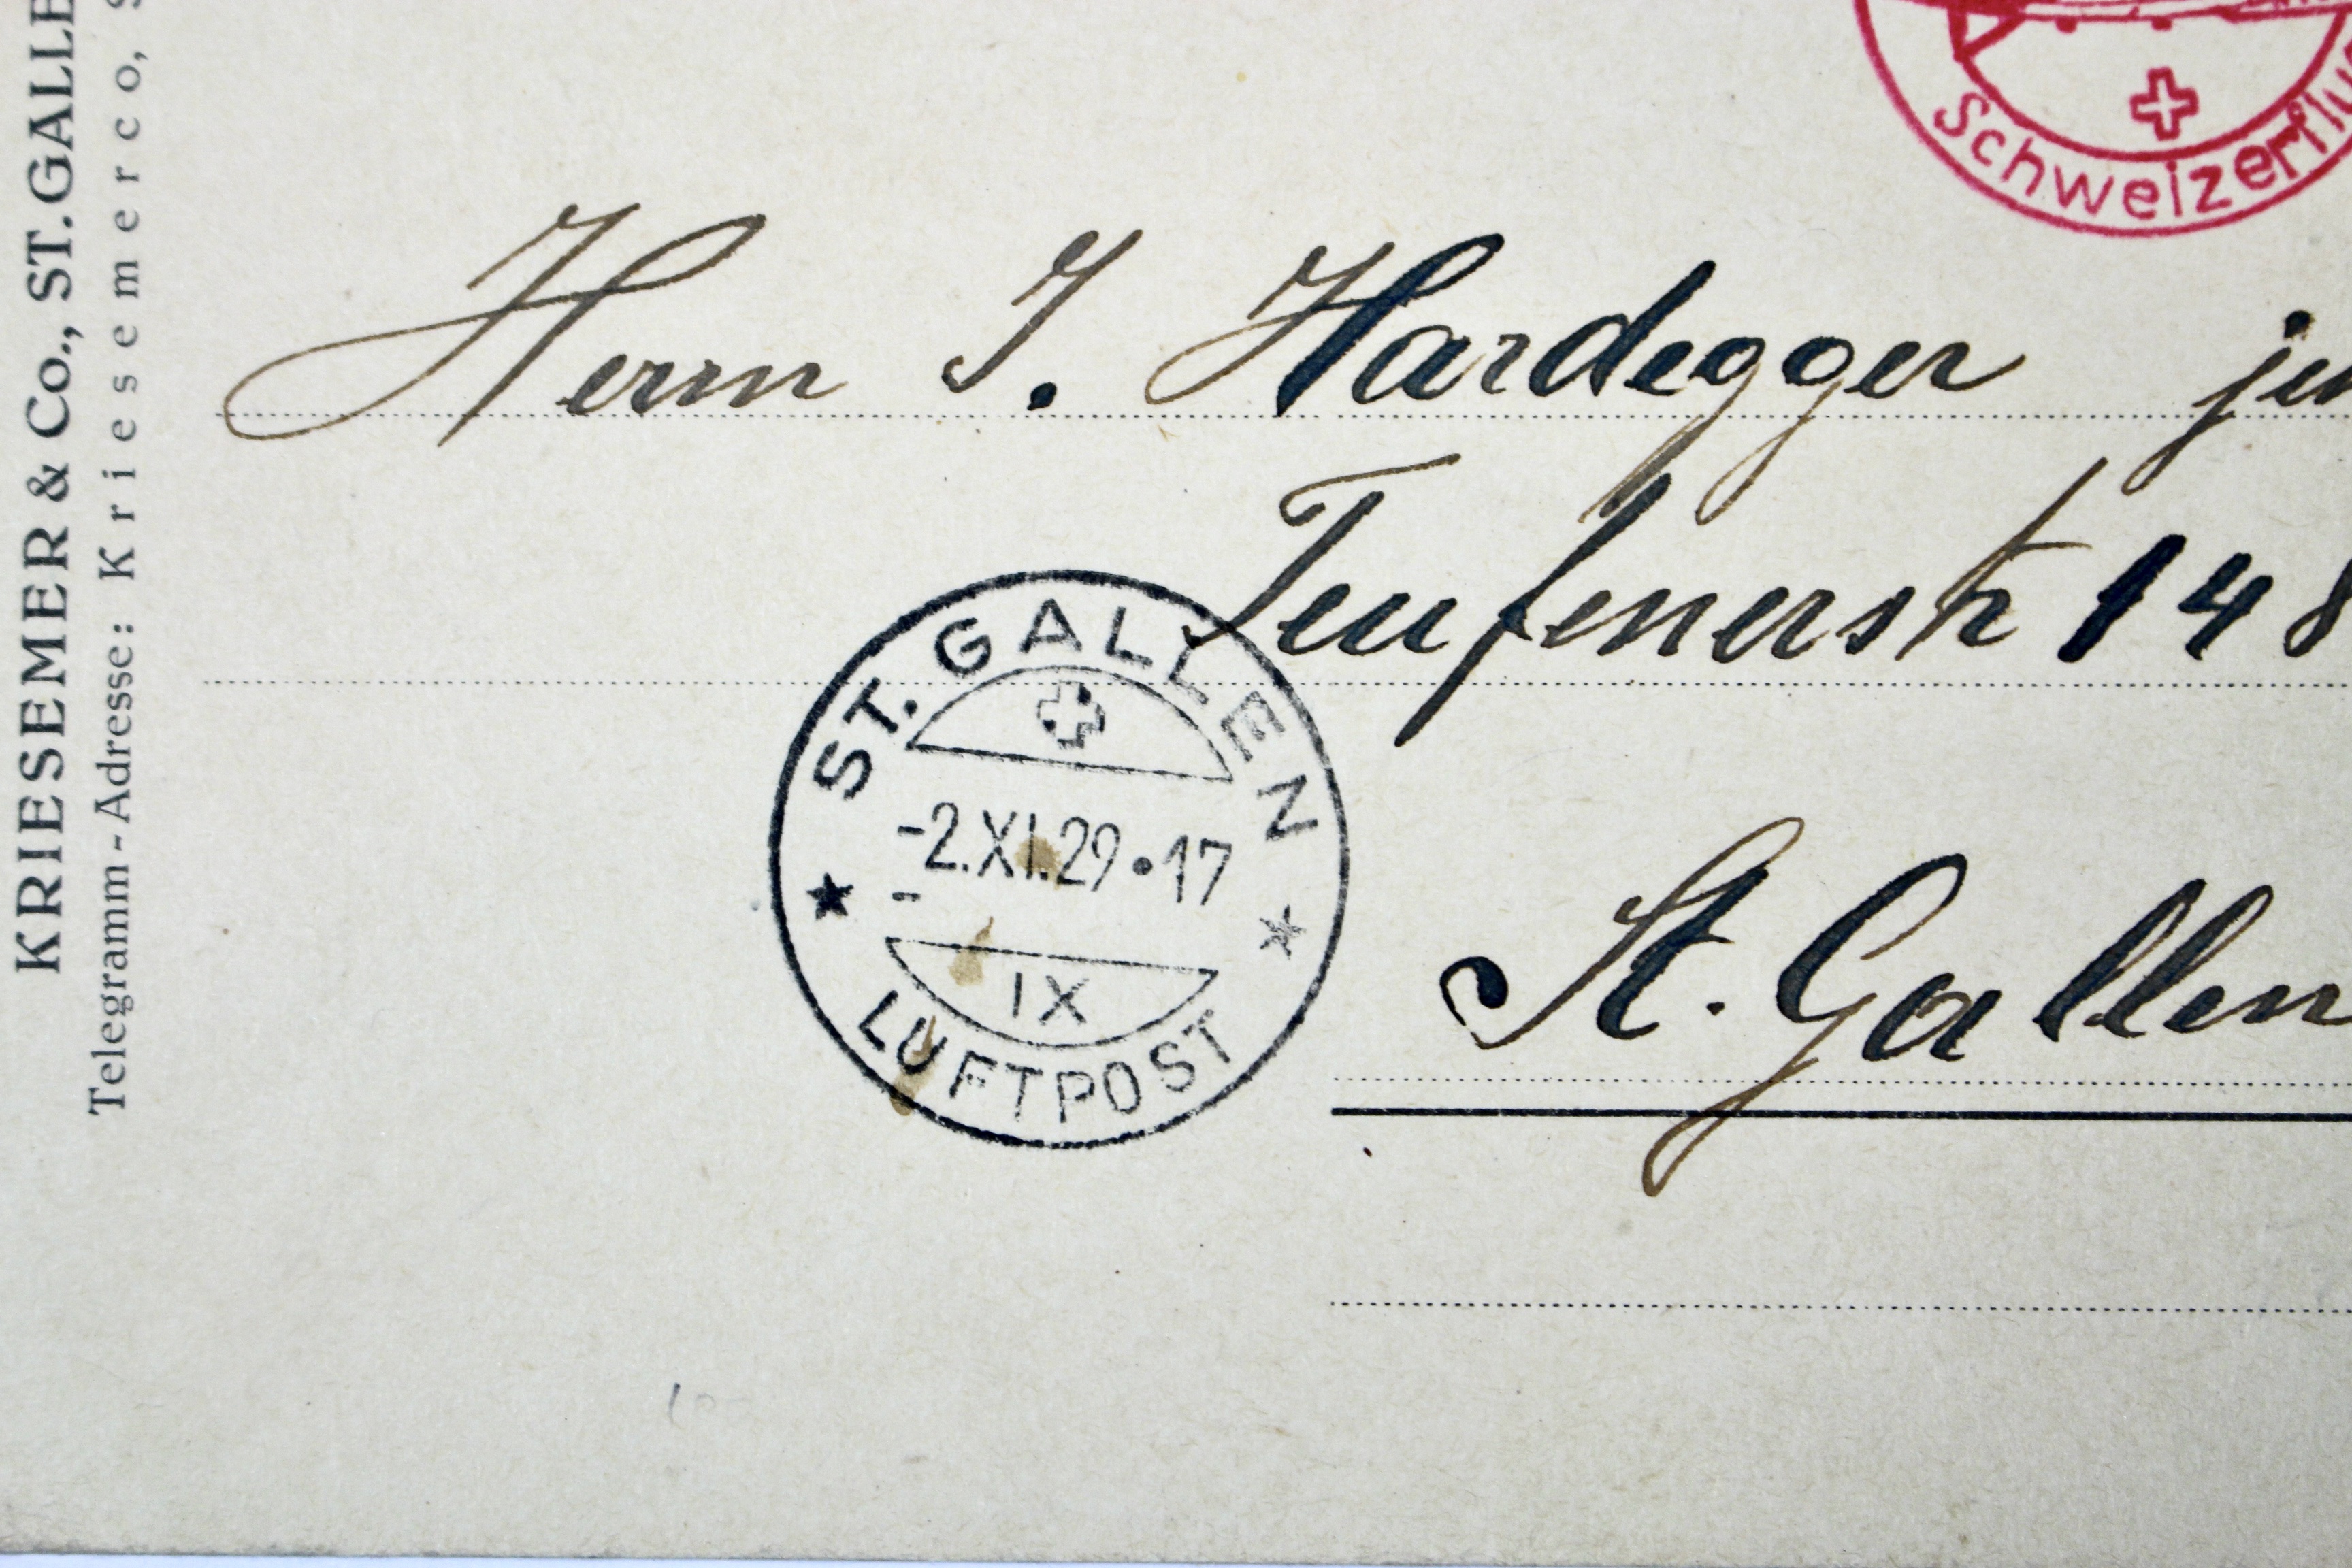 KRIESEMER & Co., ST.GALLE
Telegramm-Adresse: Kriesemerco, S
Schweizerflu
Herrn J. Hardegger jun
Teufenerstr 148
ST. GALLEN
-2.XI.29•17
-
IX
LUFTPOST
St. Gallen